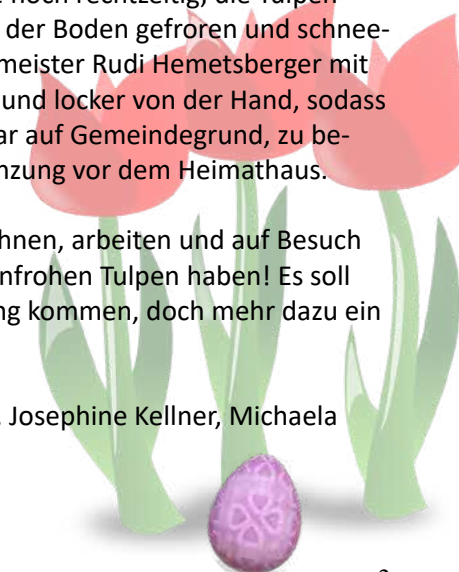 noch rechtzeitig, die Tulpen
der Boden gefroren und schnee-
meister Rudi Hemetsberger mit
und locker von der Hand, sodass
ar auf Gemeindegrund, zu be-
nzung vor dem Heimathaus.
hnen, arbeiten und auf Besuch
nfrohen Tulpen haben! Es soll
ng kommen, doch mehr dazu ein
Josephine Kellner, Michaela